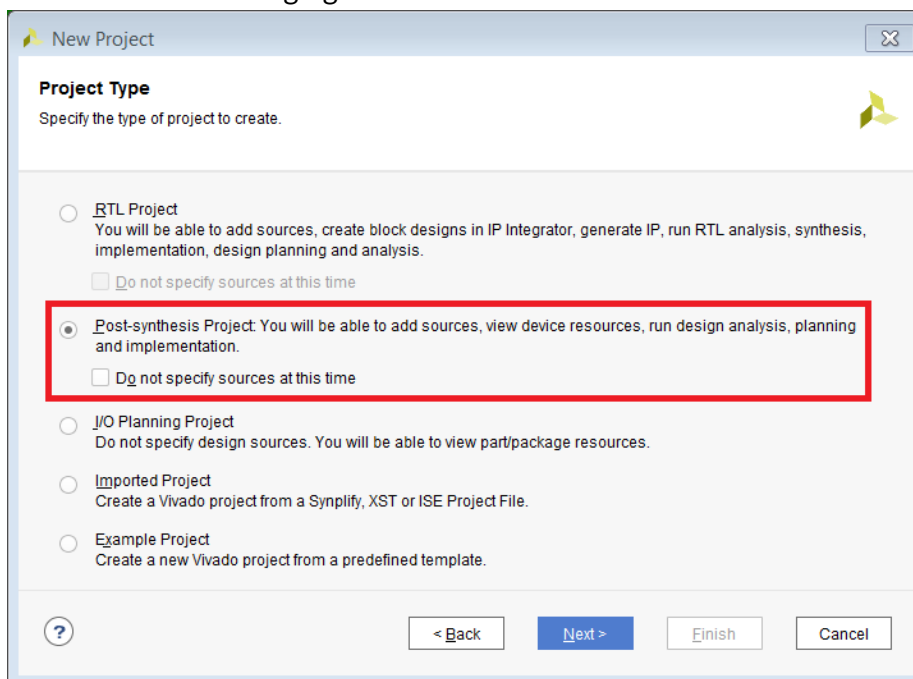 New Project
Project Type
Specify the type of project to create.
RTL Project
You will be able to add sources, create block designs in IP Integrator, generate IP, run RTL analysis, synthesis,
implementation, design planning and analysis.
Do not specify sources at this time
Post-synthesis Project: You will be able to add sources, view device resources, run design analysis, planning
and implementation.
Do not specify sources at this time
I/O Planning Project
Do not specify design sources. You will be able to view part/package resources.
Imported Project
Create a Vivado project from a Synplify, XST or ISE Project File.
Example Project
Create a new Vivado project from a predefined template.
? < Back Next > Finish Cancel